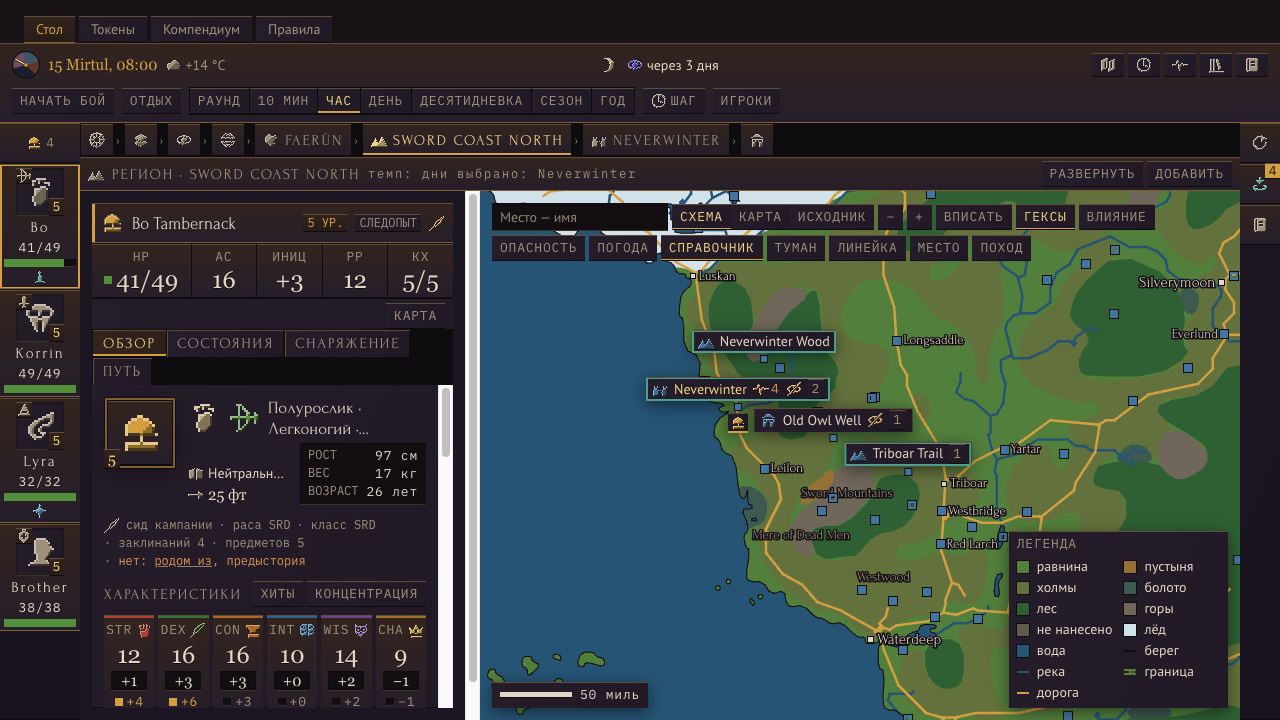 Стол Токены Компендиум Правила
15 Mirtul, 08:00 +14 °C через 3 дня
НАЧАТЬ БОЙ ОТДЫХ РАУНД 10 МИН ЧАС ДЕНЬ ДЕСЯТИДНЕВКА СЕЗОН ГОД ШАГ ИГРОКИ
4 FAERÛN SWORD COAST NORTH NEVERWINTER
РЕГИОН · SWORD COAST NORTH темп: дни выбрано: Neverwinter РАЗВЕРНУТЬ ДОБАВИТЬ
4
5
Bo
41/49
5
Korrin
49/49
5
Lyra
32/32
5
Brother
38/38
Bo Tambernack 5 УР. СЛЕДОПЫТ
HP AC ИНИЦ PP КХ
41/49 16 +3 12 5/5
КАРТА
ОБЗОР СОСТОЯНИЯ СНАРЯЖЕНИЕ
ПУТЬ
5
Полурослик ·
Легконогий ·...
Нейтральн...
25 фт
РОСТ 97 см
ВЕС 17 кг
ВОЗРАСТ 26 лет
сид кампании · раса SRD · класс SRD
· заклинаний 4 · предметов 5
· нет: родом из, предыстория
ХАРАКТЕРИСТИКИ ХИТЫ КОНЦЕНТРАЦИЯ
STR DEX CON INT WIS CHA
12 16 16 10 14 9
+1 +3 +3 +0 +2 −1
+4 +6 +3 +0 +2 −1
Место — имя СХЕМА КАРТА ИСХОДНИК − + ВПИСАТЬ ГЕКСЫ ВЛИЯНИЕ
ОПАСНОСТЬ ПОГОДА СПРАВОЧНИК ТУМАН ЛИНЕЙКА МЕСТО ПОХОД
Luskan
Silverymoon
Everlund
Longsaddle
Neverwinter Wood
Neverwinter 4 2
Old Owl Well 1
Triboar Trail 1
Yartar
Leilon
Triboar
Sword Mountains
Westbridge
Mere of Dead Men
Red Larch
Westwood
Waterdeep
50 миль
ЛЕГЕНДА
равнина пустыня
холмы болото
лес горы
не нанесено лёд
вода берег
река граница
дорога